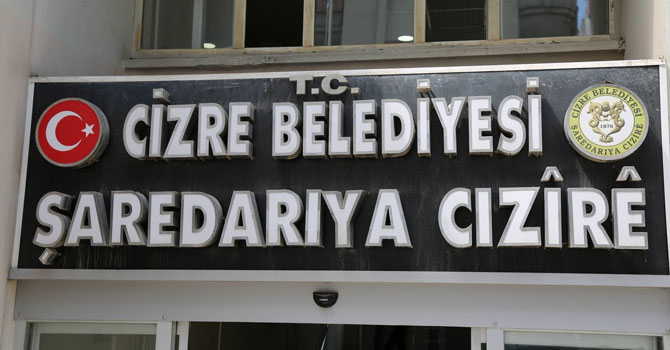 T.C.
CİZRE BELEDİYESİ
ŞAREDARIYA CIZÎRÊ
CİZRE BELEDİYESİ
1870
ŞAREDARIYA CIZÎRÊ